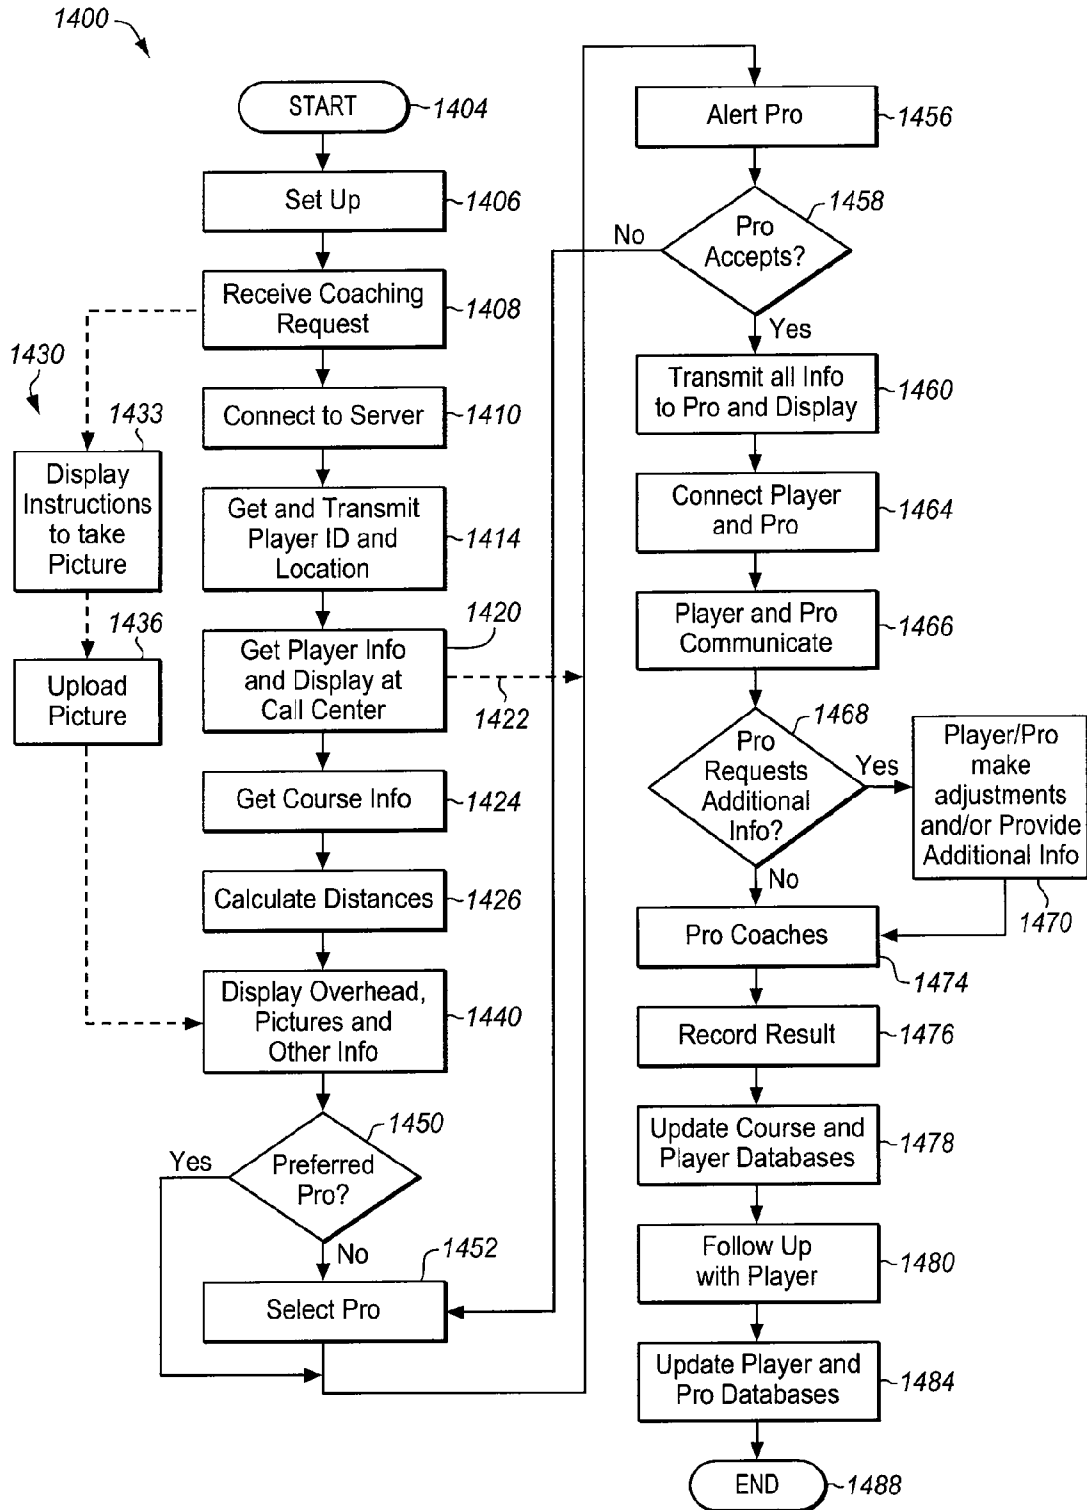 1400
START
1404
Set Up
1406
Receive Coaching
Request
1408
1430
1433
Display
Instructions
to take
Picture
1436
Upload
Picture
Connect to Server
1410
Get and Transmit
Player ID and
Location
1414
1420
Get Player Info
and Display at
Call Center
1422
Get Course Info
1424
Calculate Distances
1426
Display Overhead,
Pictures and
Other Info
1440
1450
Preferred
Pro?
Yes
No
1452
Select Pro
Alert Pro
1456
1458
Pro
Accepts?
No
Yes
Transmit all Info
to Pro and Display
1460
Connect Player
and Pro
1464
Player and Pro
Communicate
1466
1468
Pro
Requests
Additional
Info?
Yes
Player/Pro
make
adjustments
and/or Provide
Additional Info
1470
No
Pro Coaches
1474
Record Result
1476
Update Course and
Player Databases
1478
Follow Up
with Player
1480
Update Player and
Pro Databases
1484
END
1488